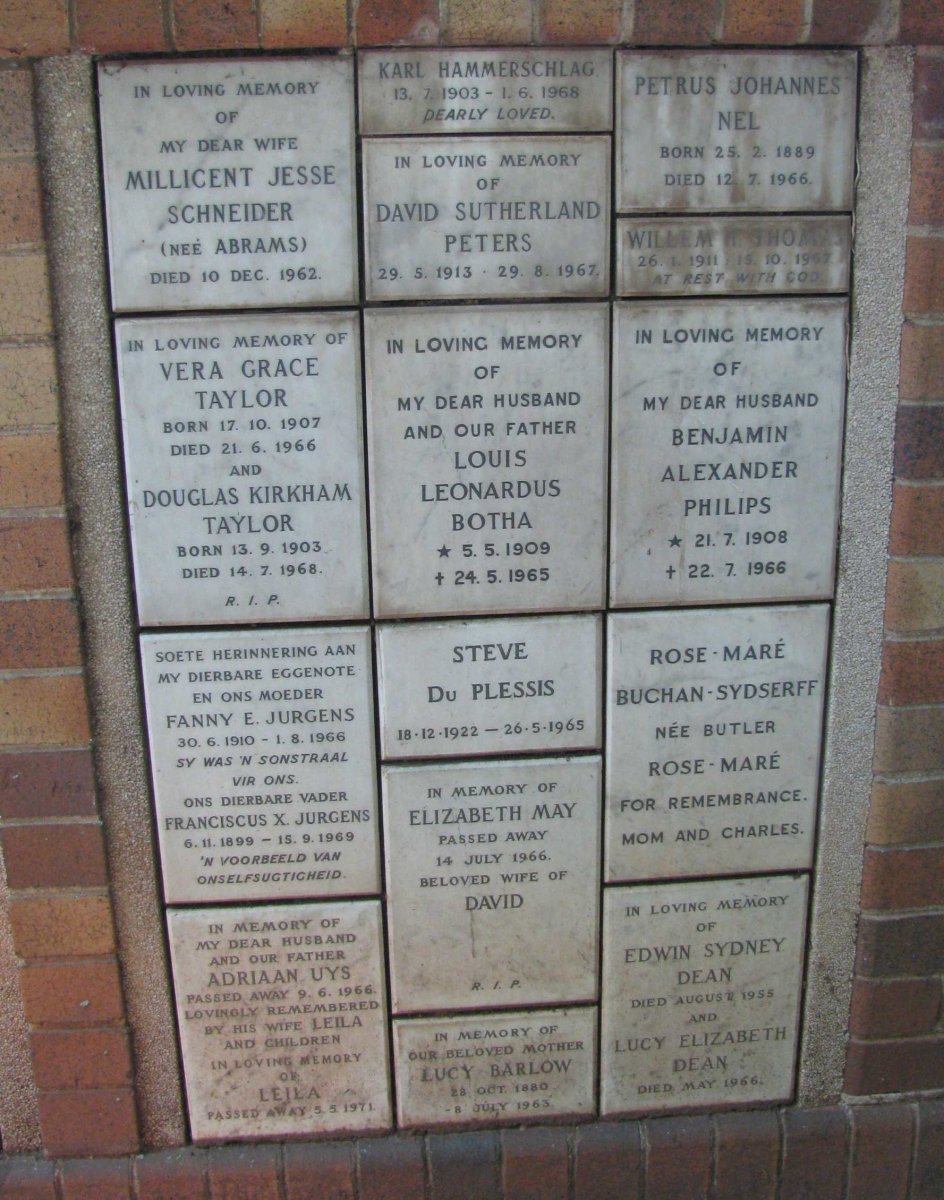 IN LOVING MEMORY
OF
MY DEAR WIFE
MILLICENT JESSE
SCHNEIDER
(NEÉ ABRAMS)
DIED 10 DEC. 1962.
KARL HAMMERSCHLAG
13. 7. 1903 - 1. 6. 1968
DEARLY LOVED.
IN LOVING MEMORY
OF
DAVID SUTHERLAND
PETERS
29. 5. 1913 - 29. 8. 1967.
PETRUS JOHANNES
NEL
BORN 25. 2. 1889
DIED 12. 7. 1966.
WILLEM H. THOMAS
26. 1. 1911 - 15. 10. 1967
AT REST WITH GOD.
IN LOVING MEMORY OF
VERA GRACE
TAYLOR
BORN 17. 10. 1907
DIED 21. 6. 1966
AND
DOUGLAS KIRKHAM
TAYLOR
BORN 13. 9. 1903
DIED 14. 7. 1968.
R. I. P.
IN LOVING MEMORY
OF
MY DEAR HUSBAND
AND OUR FATHER
LOUIS
LEONARDUS
BOTHA
★ 5. 5. 1909
✝ 24. 5. 1965
IN LOVING MEMORY
OF
MY DEAR HUSBAND
BENJAMIN
ALEXANDER
PHILIPS
★ 21. 7. 1908
✝ 22. 7. 1966
SOETE HERINNERING AAN
MY DIERBARE EGGENOTE
EN ONS MOEDER
FANNY E. JURGENS
30. 6. 1910 - 1. 8. 1966
SY WAS 'N SONSTRAAL
VIR ONS.
ONS DIERBARE VADER
FRANCISCUS X. JURGENS
6. 11. 1899 - 15. 9. 1969
'N VOORBEELD VAN
ONSELFSUGTIGHEID.
STEVE
DU PLESSIS
18·12·1922 — 26·5·1965
ROSE-MARÉ
BUCHAN-SYDSERFF
NÉE BUTLER
ROSE-MARÉ
FOR REMEMBRANCE.
MOM AND CHARLES.
IN MEMORY OF
ELIZABETH MAY
PASSED AWAY
14 JULY 1966.
BELOVED WIFE OF
DAVID
R. I. P.
IN MEMORY OF
MY DEAR HUSBAND
AND OUR FATHER
ADRIAAN UYS
PASSED AWAY 9. 6. 1966.
LOVINGLY REMEMBERED
BY HIS WIFE LEILA
AND CHILDREN
IN LOVING MEMORY
OF
LEILA
PASSED AWAY 5. 5. 1971.
IN MEMORY OF
OUR BELOVED MOTHER
LUCY BARLOW
28 OCT. 1880
- 8 JULY 1963.
IN LOVING MEMORY
OF
EDWIN SYDNEY
DEAN
DIED AUGUST 1955
AND
LUCY ELIZABETH
DEAN
DIED MAY 1966.